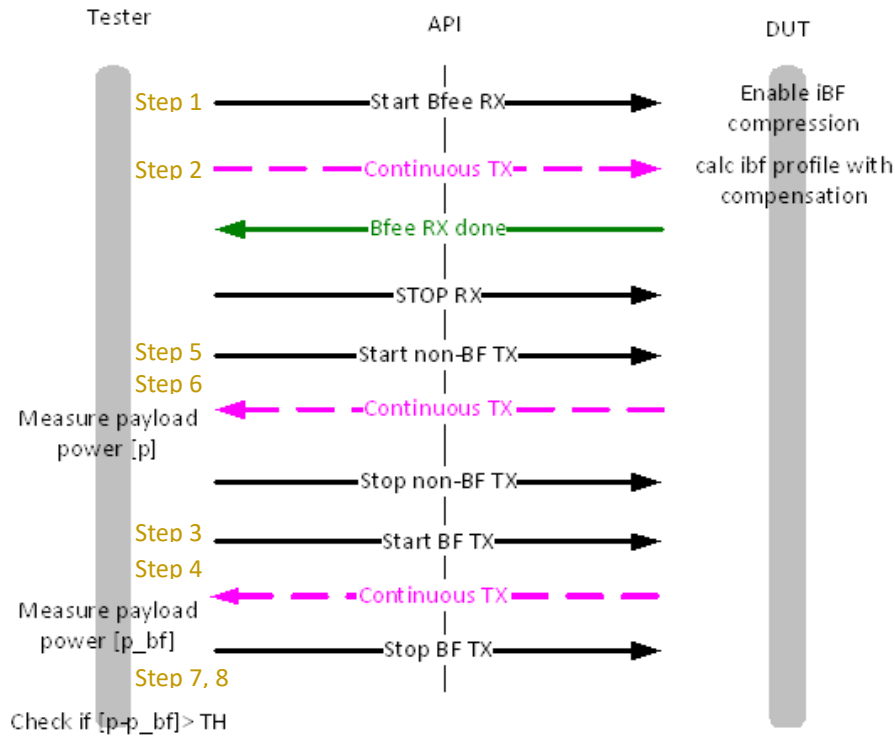 Tester
API
DUT
Step 1
Start Bfee RX
Enable iBF
compression
Step 2
Continuous TX
calc ibf profile with
compensation
Bfee RX done
STOP RX
Step 5
Start non-BF TX
Step 6
Continuous TX
Measure payload
power [p]
Stop non-BF TX
Step 3
Start BF TX
Step 4
Continuous TX
Measure payload
power [p_bf]
Stop BF TX
Step 7, 8
Check if [p-p_bf]> TH